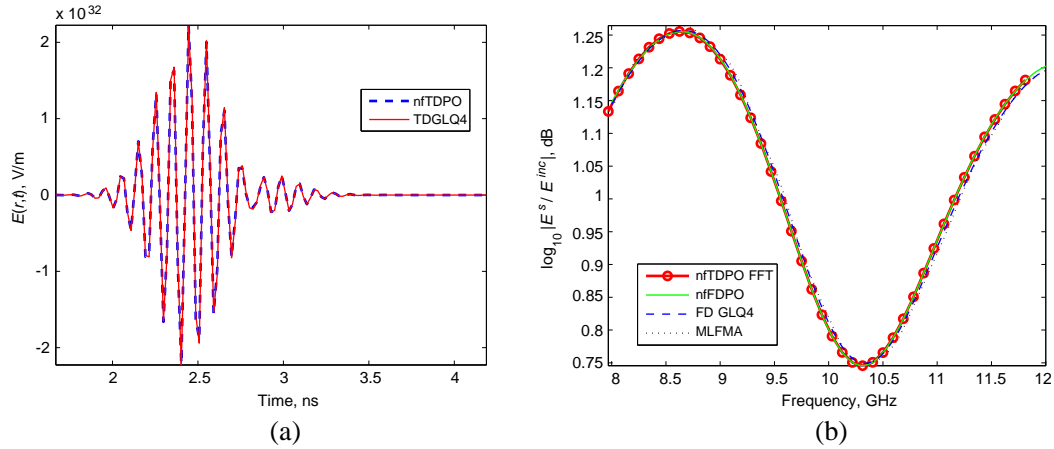 x 10^32
2
1
0
-1
-2
E(r,t), V/m
nfTDPO
TDGLQ4
2 2.5 3 3.5 4
Time, ns
(a)
1.25
1.2
1.15
1.1
1.05
1
0.95
0.9
0.85
0.8
0.75
log10|E^s / E^inc|, dB
nfTDPO FFT
nfFDPO
FD GLQ4
MLFMA
8 8.5 9 9.5 10 10.5 11 11.5 12
Frequency, GHz
(b)